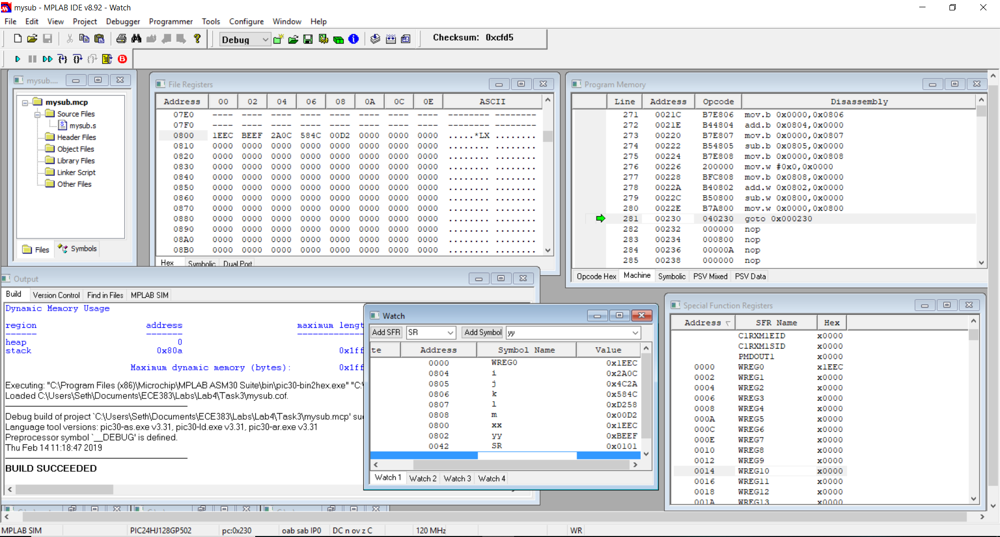 mysub - MPLAB IDE v8.92 - Watch
File Edit View Project Debugger Programmer Tools Configure Window Help
Debug
Checksum: 0xcfd5
mysub....
mysub.mcp
Source Files
mysub.s
Header Files
Object Files
Library Files
Linker Script
Other Files
Files Symbols
File Registers
Address 00 02 04 06 08 0A 0C 0E ASCII
07E0 ---- ---- ---- ---- ---- ---- ---- ---- -------- --------
07F0 ---- ---- ---- ---- ---- ---- ---- ---- -------- --------
0800 1EEC BEEF 2A0C 584C 00D2 0000 0000 0000 .....*LX ........
0810 0000 0000 0000 0000 0000 0000 0000 0000 ........ ........
0820 0000 0000 0000 0000 0000 0000 0000 0000 ........ ........
0830 0000 0000 0000 0000 0000 0000 0000 0000 ........ ........
0840 0000 0000 0000 0000 0000 0000 0000 0000 ........ ........
0850 0000 0000 0000 0000 0000 0000 0000 0000 ........ ........
0860 0000 0000 0000 0000 0000 0000 0000 0000 ........ ........
0870 0000 0000 0000 0000 0000 0000 0000 0000 ........ ........
0880 0000 0000 0000 0000 0000 0000 0000 0000 ........ ........
0890 0000 0000 0000 0000 0000 0000 0000 0000 ........ ........
08A0 0000 0000 0000 0000 0000 0000 0000 0000 ........ ........
08B0 0000 0000 0000 0000 0000 0000 0000 0000 ........ ........
Hex Symbolic Dual Port
Program Memory
Line Address Opcode Disassembly
271 0021C B7E806 mov.b 0x0000,0x0806
272 0021E B44804 add.b 0x0804,0x0000
273 00220 B7E807 mov.b 0x0000,0x0807
274 00222 B54805 sub.b 0x0805,0x0000
275 00224 B7E808 mov.b 0x0000,0x0808
276 00226 200000 mov.w #0x0,0x0000
277 00228 BFC808 mov.b 0x0808,0x0000
278 0022A B40802 add.w 0x0802,0x0000
279 0022C B50800 sub.w 0x0800,0x0000
280 0022E B7A800 mov.w 0x0000,0x0800
281 00230 040230 goto 0x000230
282 00232 000000 nop
283 00234 000800 nop
284 00236 00000A nop
285 00238 000000 nop
Opcode Hex Machine Symbolic PSV Mixed PSV Data
Output
Build Version Control Find in Files MPLAB SIM
Dynamic Memory Usage
region address maximum lengt
------ ------- -------------
heap 0
stack 0x80a 0x1ff
Maximum dynamic memory (bytes): 0x1ff
Executing: "C:\Program Files (x86)\Microchip\MPLAB ASM30 Suite\bin\pic30-bin2hex.exe" "C:\
Loaded C:\Users\Seth\Documents\ECE383\Labs\Lab4\Task3\mysub.cof.
Debug build of project `C:\Users\Seth\Documents\ECE383\Labs\Lab4\Task3\mysub.mcp' suc
Language tool versions: pic30-as.exe v3.31, pic30-ld.exe v3.31, pic30-ar.exe v3.31
Preprocessor symbol `__DEBUG' is defined.
Thu Feb 14 11:18:47 2019
BUILD SUCCEEDED
Watch
Add SFR SR Add Symbol yy
te Address Symbol Name Value
0000 WREG0 0x1EEC
0804 i 0x2A0C
0805 j 0x4C2A
0806 k 0x584C
0807 l 0xD258
0808 m 0x00D2
0800 xx 0x1EEC
0802 yy 0xBEEF
0042 SR 0x0101
Watch 1 Watch 2 Watch 3 Watch 4
Special Function Registers
Address SFR Name Hex
C1RXM1EID x0000
C1RXM1SID x0000
PMDOUT1 x0000
0000 WREG0 x1EEC
0002 WREG1 x0000
0004 WREG2 x0000
0006 WREG3 x0000
0008 WREG4 x0000
000A WREG5 x0000
000C WREG6 x0000
000E WREG7 x0000
0010 WREG8 x0000
0012 WREG9 x0000
0014 WREG10 x0000
0016 WREG11 x0000
0018 WREG12 x0000
001A WREG13 x0000
MPLAB SIM PIC24HJ128GP502 pc:0x230 oab sab IP0 DC n ov z C 120 MHz WR